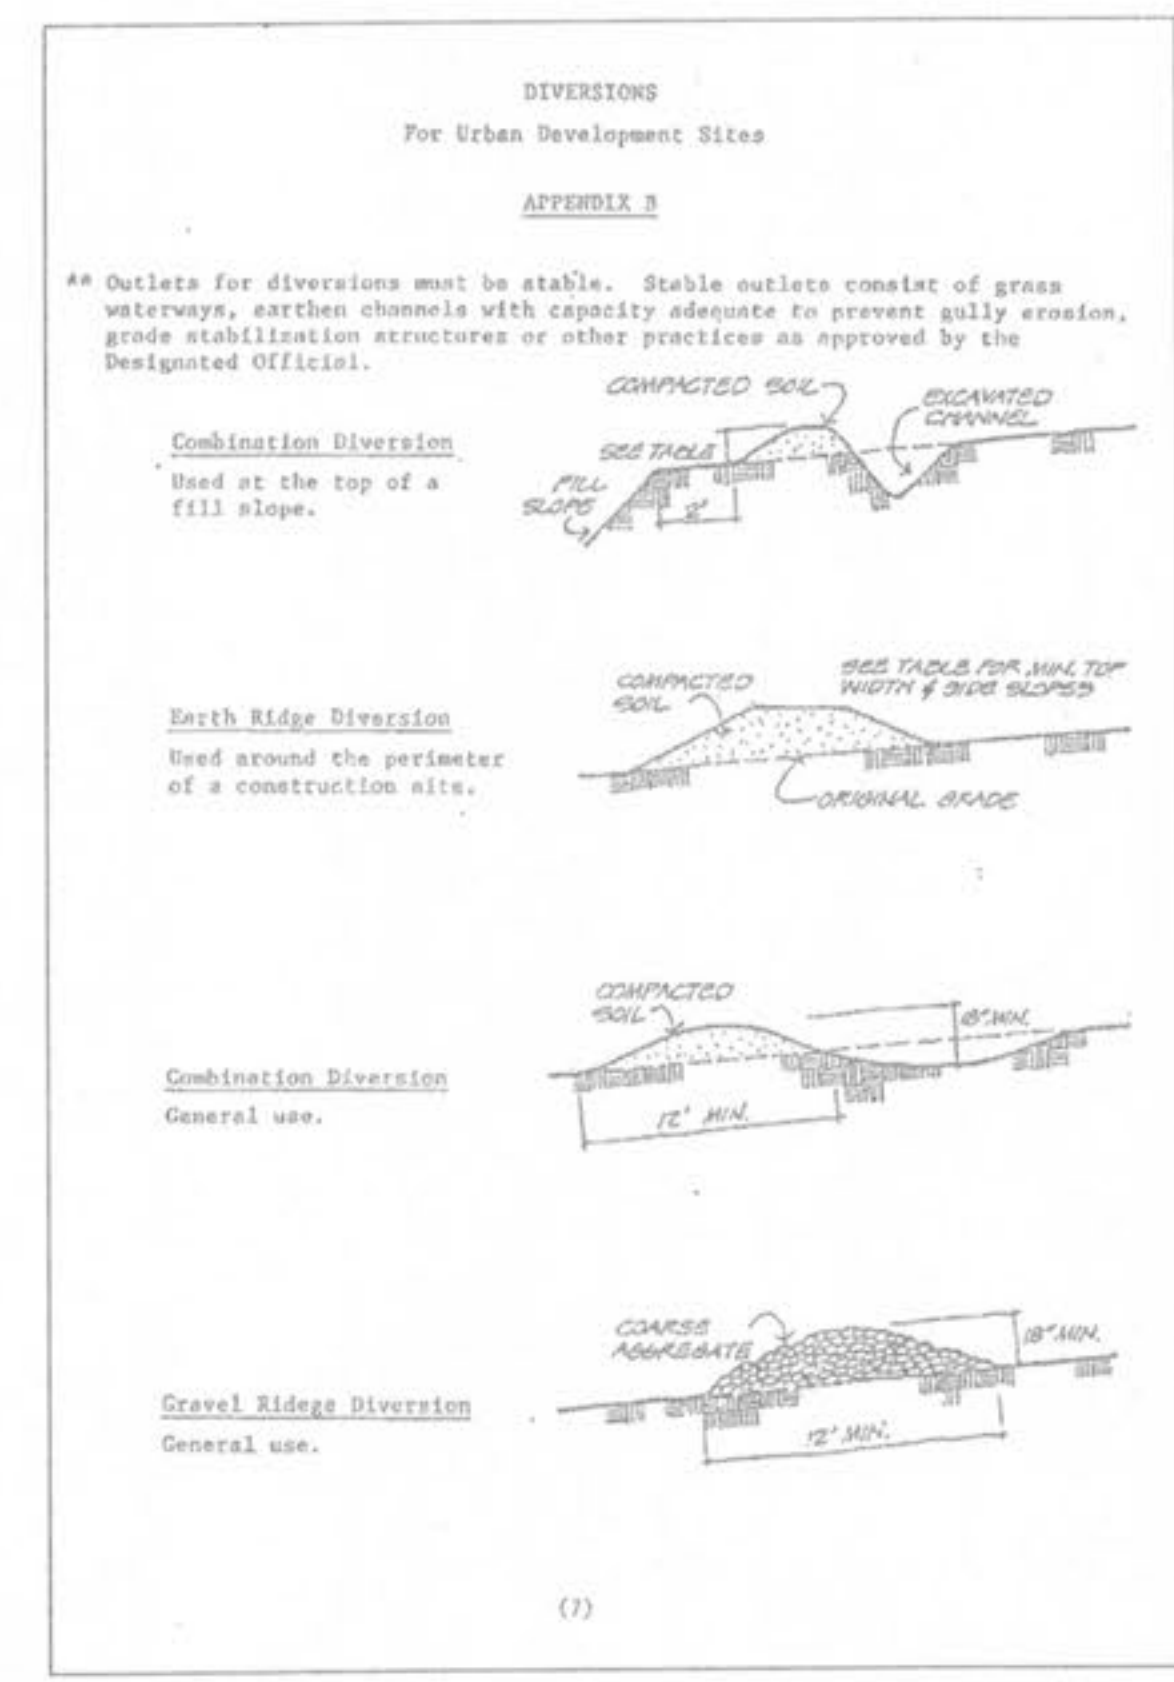 DIVERSIONS
For Urban Development Sites
APPENDIX B
** Outlets for diversions must be stable. Stable outlets consist of grass
waterways, earthen channels with capacity adequate to prevent gully erosion,
grade stabilization structures or other practices as approved by the
Designated Official.
Combination Diversion
Used at the top of a
fill slope.
COMPACTED SOIL
EXCAVATED
CHANNEL
SEE TABLE
FILL
SLOPE
2'
Earth Ridge Diversion
Used around the perimeter
of a construction site.
COMPACTED
SOIL
SEE TABLE FOR MIN. TOP
WIDTH & SIDE SLOPES
ORIGINAL GRADE
Combination Diversion
General use.
COMPACTED
SOIL
18" MIN.
12' MIN.
Gravel Ridege Diversion
General use.
COARSE
AGGREGATE
18" MIN.
12' MIN.
(7)